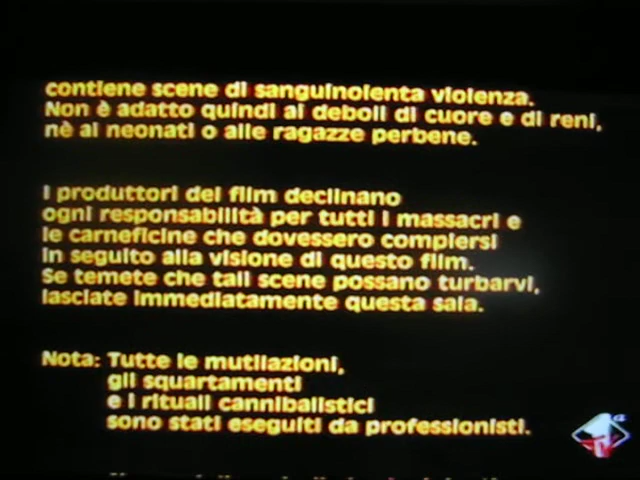 contiene scene di sanguinolenta violenza.
Non è adatto quindi ai deboli di cuore e di reni,
nè ai neonati o alle ragazze perbene.
I produttori del film declinano
ogni responsabilità per tutti i massacri e
le carneficine che dovessero compiersi
in seguito alla visione di questo film.
Se temete che tali scene possano turbarvi,
lasciate immediatamente questa sala.
Nota: Tutte le mutilazioni,
gli squartamenti
e i rituali cannibalistici
sono stati eseguiti da professionisti.